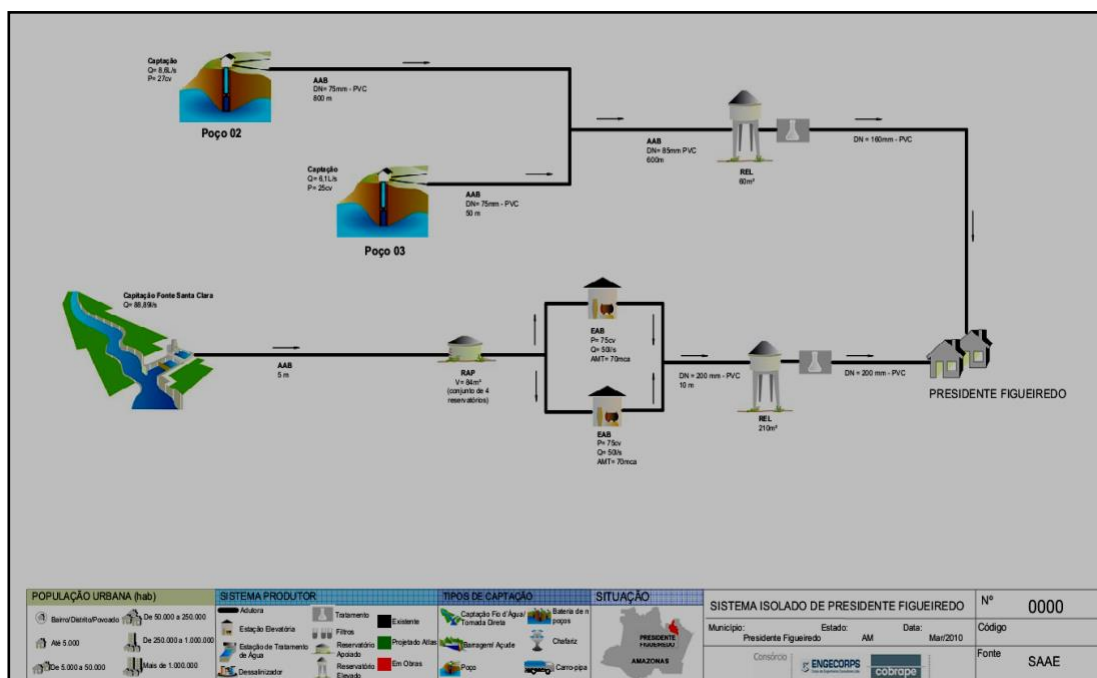 Captação
Q= 8,6L/s
P= 27cv
Poço 02
AAB
DN= 75mm - PVC
800 m
Captação
Q= 6,1L/s
P= 25cv
Poço 03
AAB
DN= 75mm - PVC
50 m
AAB
DN= 85mm PVC
600m
REL
60m³
DN = 160mm - PVC
Capitação Fonte Santa Clara
Q= 88,89l/s
AAB
5 m
RAP
V= 84m³
(conjunto de 4
reservatórios)
EAB
P= 75cv
Q= 50l/s
AMT= 70mca
EAB
P= 75cv
Q= 50l/s
AMT= 70mca
DN = 200 mm - PVC
10 m
REL
210m³
DN = 200 mm - PVC
PRESIDENTE FIGUEIREDO
POPULAÇÃO URBANA (hab)
Bairro/Distrito/Povoado
Até 5.000
De 5.000 a 50.000
De 50.000 a 250.000
De 250.000 a 1.000.000
Mais de 1.000.000
SISTEMA PRODUTOR
Adutora
Estação Elevatória
Estação de Tratamento
de Água
Dessalinizador
Tratamento
Filtros
Reservatório
Apoiado
Reservatório
Elevado
Existente
Projetado Atlas
Em Obras
TIPOS DE CAPTAÇÃO
Captação Fio d'Água/
Tomada Direta
Barragem/ Açude
Poço
Bateria de n
poços
Chafariz
Carro-pipa
SITUAÇÃO
PRESIDENTE
FIGUEIREDO
AMAZONAS
SISTEMA ISOLADO DE PRESIDENTE FIGUEIREDO
Município:
Presidente Figueiredo
Estado:
AM
Data:
Mar/2010
Consórcio
ENGECORPS
cobrape
Nº
0000
Código
Fonte
SAAE